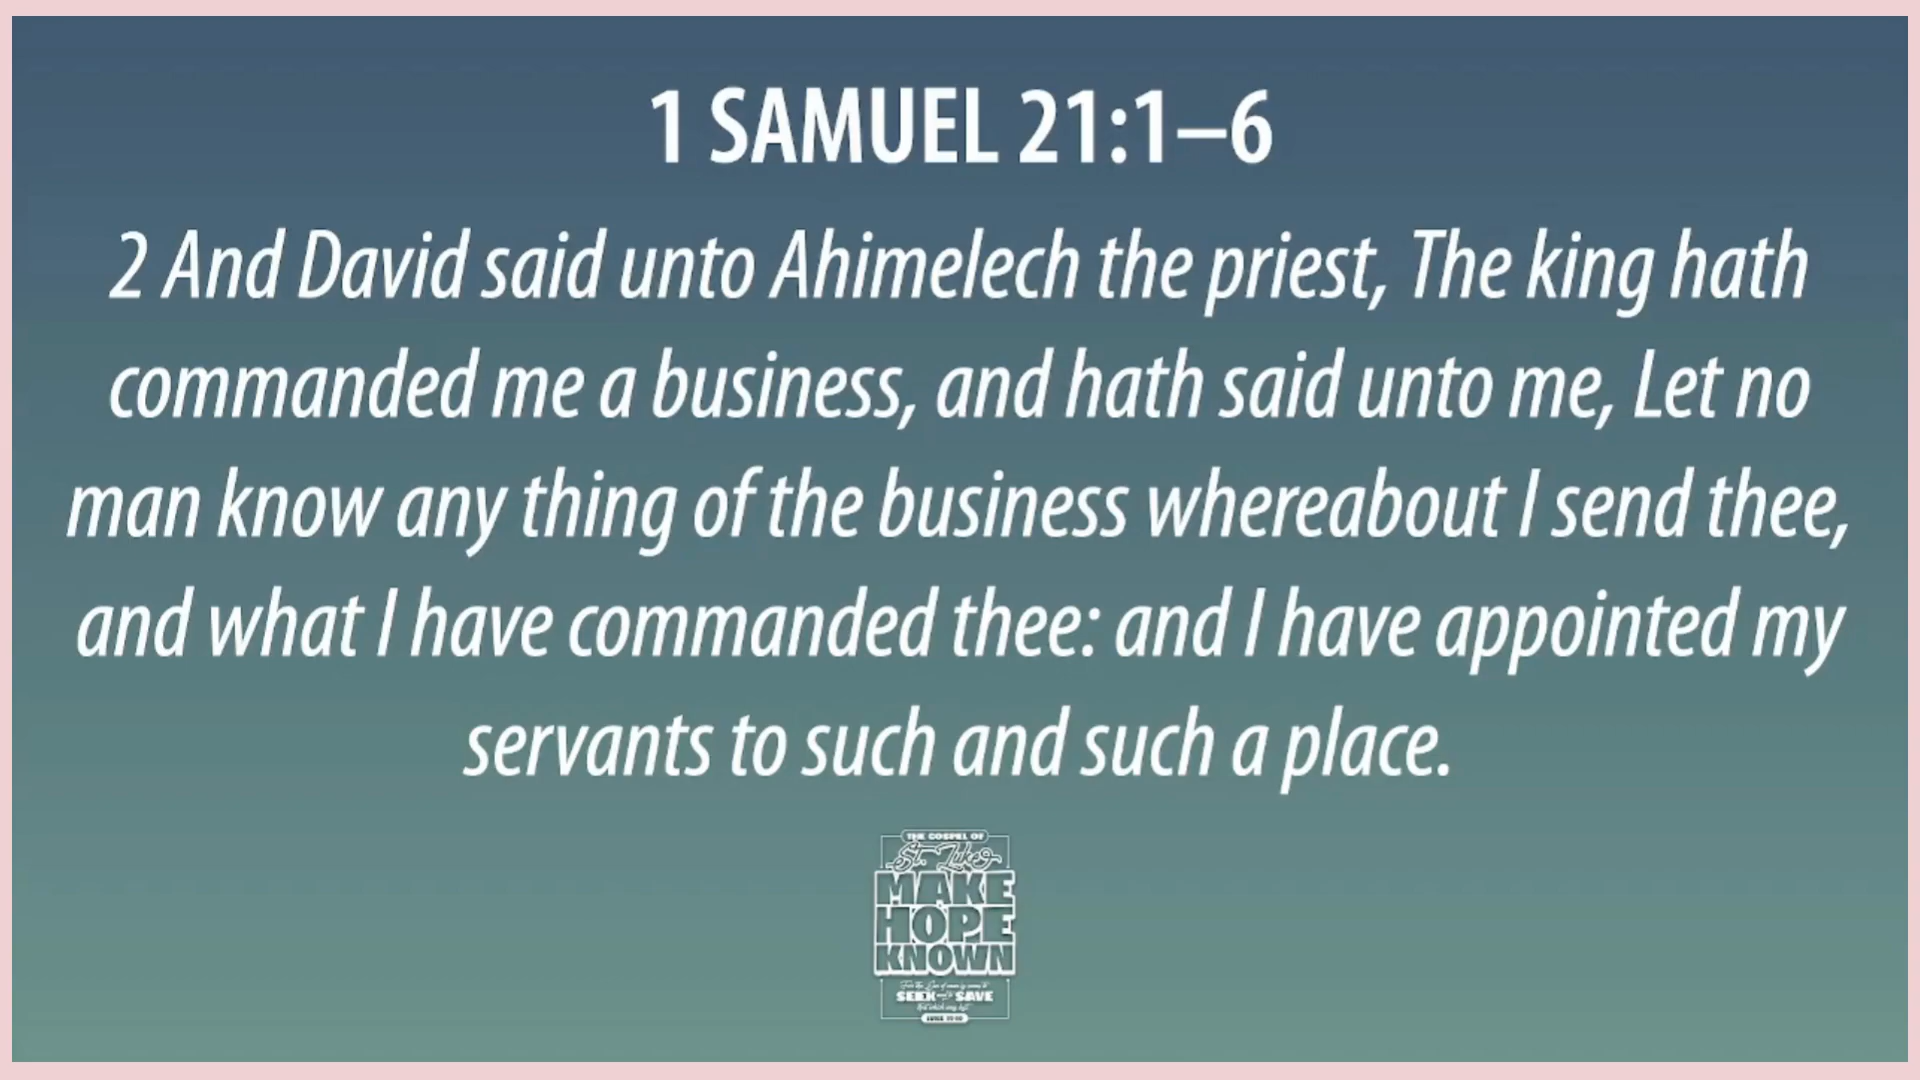 1 SAMUEL 21:1–6
2 And David said unto Ahimelech the priest, The king hath
commanded me a business, and hath said unto me, Let no
man know any thing of the business whereabout I send thee,
and what I have commanded thee: and I have appointed my
servants to such and such a place.
THE GOSPEL OF
St. Luke
MAKE
HOPE
KNOWN
SEEK SAVE